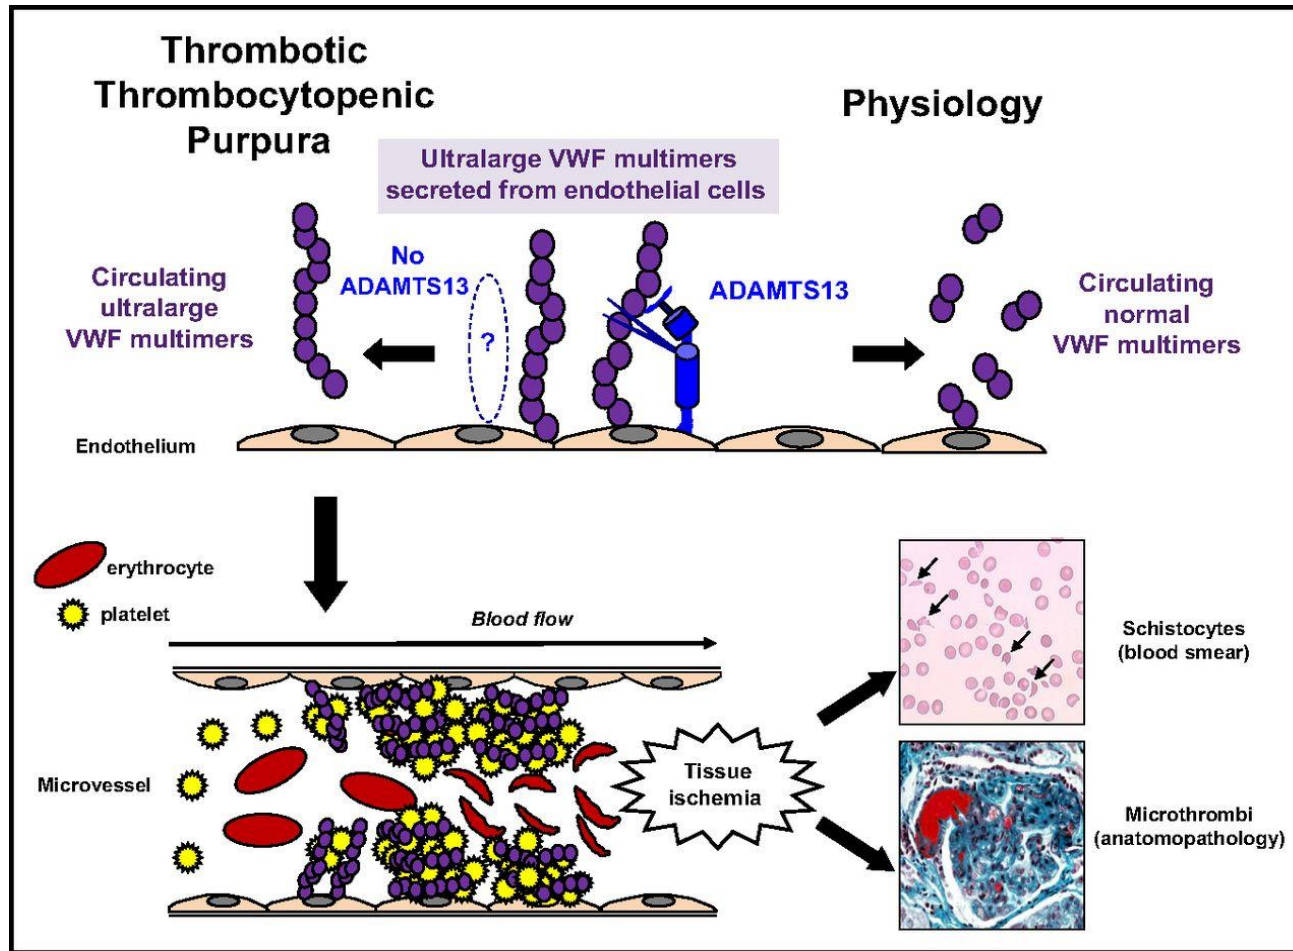 Thrombotic
Thrombocytopenic
Purpura
Physiology
Ultralarge VWF multimers
secreted from endothelial cells
No
ADAMTS13
ADAMTS13
Circulating
ultralarge
VWF multimers
?
Circulating
normal
VWF multimers
Endothelium
erythrocyte
platelet
Blood flow
Schistocytes
(blood smear)
Microvessel
Tissue
ischemia
Microthrombi
(anatomopathology)